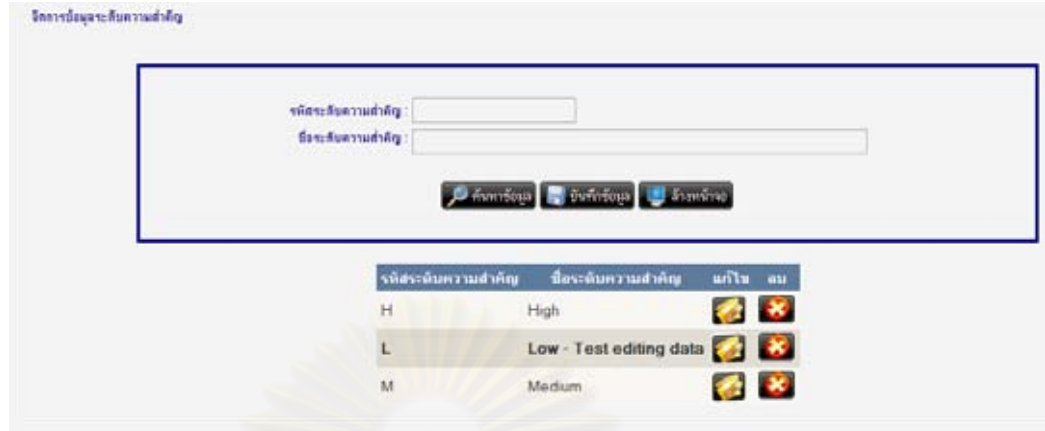 จัดการข้อมูลระดับความสำคัญ
รหัสระดับความสำคัญ :
ชื่อระดับความสำคัญ :
ค้นหาข้อมูล บันทึกข้อมูล ล้างหน้าจอ
รหัสระดับความสำคัญ ชื่อระดับความสำคัญ แก้ไข ลบ
H High
L Low - Test editing data
M Medium